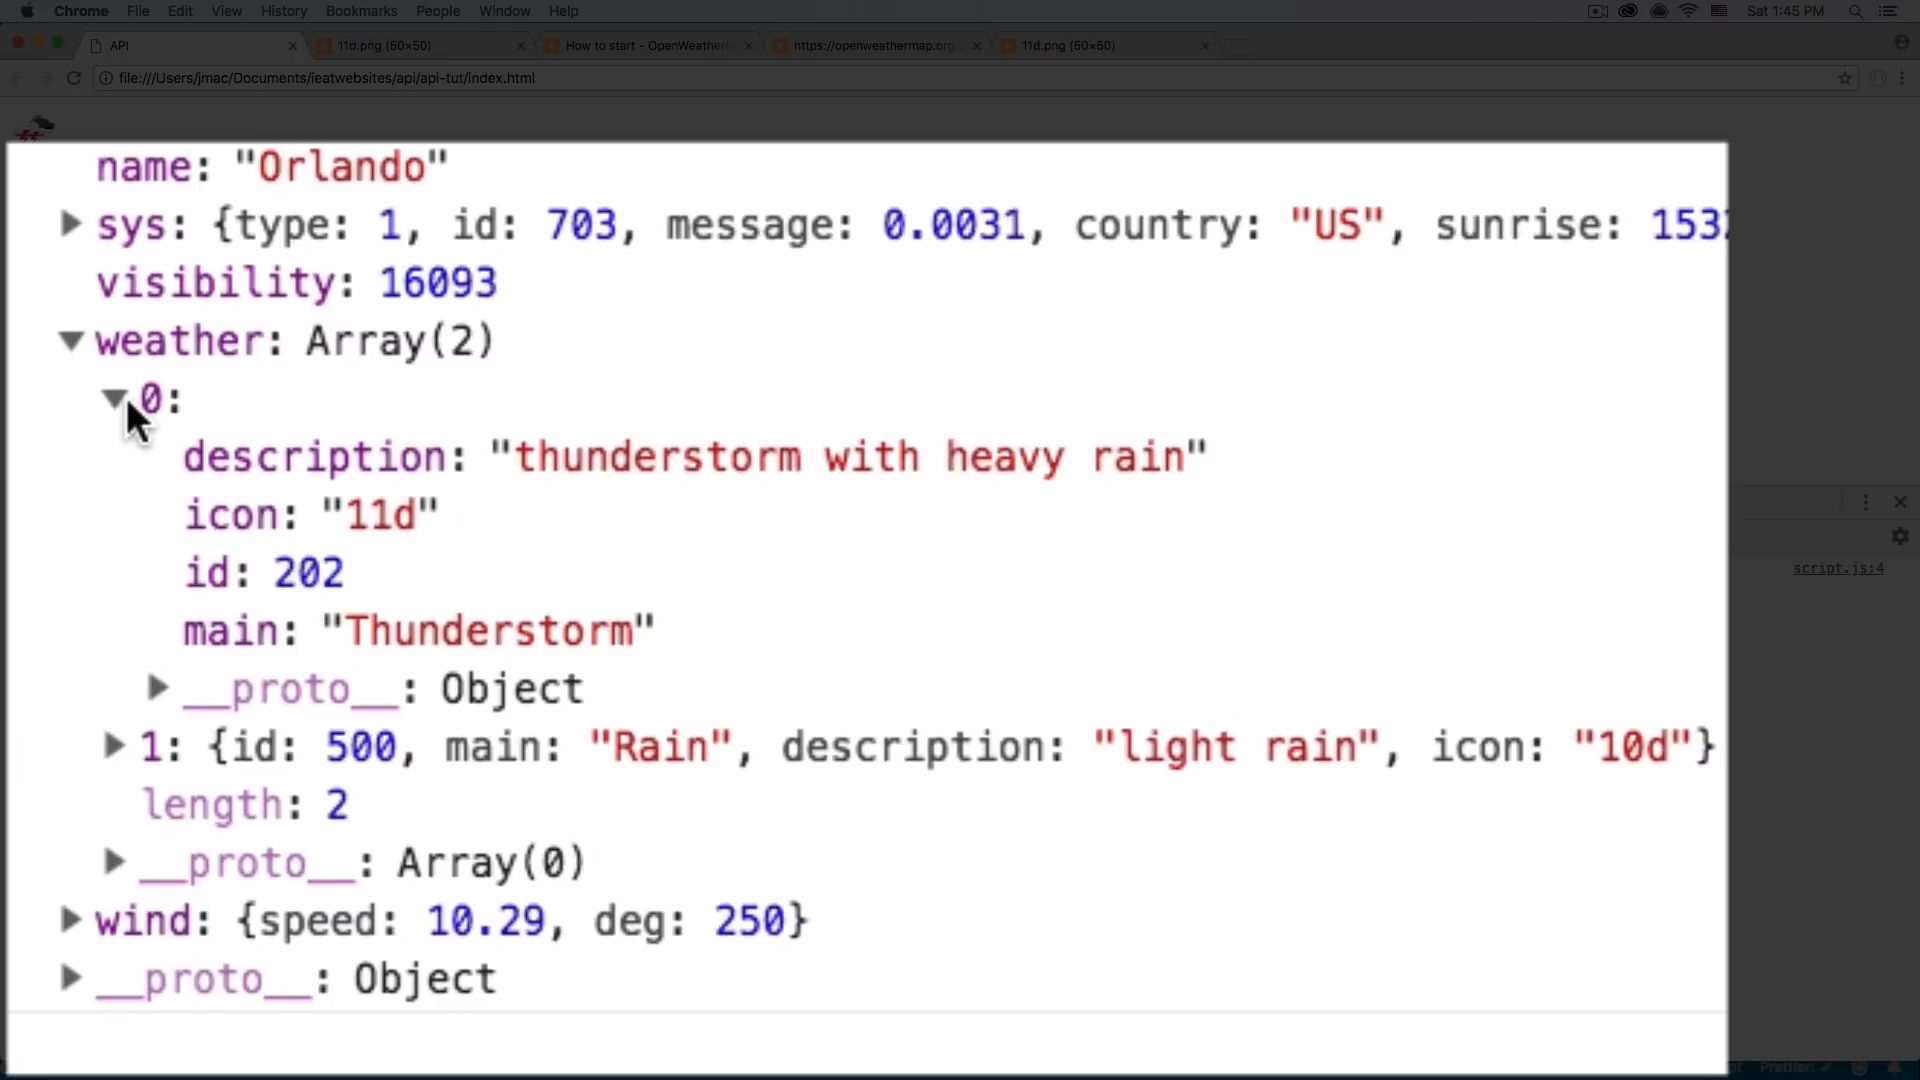 Chrome File Edit View History Bookmarks People Window Help Sat 1:45 PM
API 11d.png (50×50) How to start - OpenWeatherM https://openweathermap.org 11d.png (50×50)
file:///Users/jmac/Documents/ieatwebsites/api/api-tut/index.html
name: "Orlando"
sys: {type: 1, id: 703, message: 0.0031, country: "US", sunrise: 153
visibility: 16093
weather: Array(2)
0:
description: "thunderstorm with heavy rain"
icon: "11d"
id: 202
script.js:4
main: "Thunderstorm"
__proto__: Object
1: {id: 500, main: "Rain", description: "light rain", icon: "10d"}
length: 2
__proto__: Array(0)
wind: {speed: 10.29, deg: 250}
__proto__: Object
Prettier: ✓